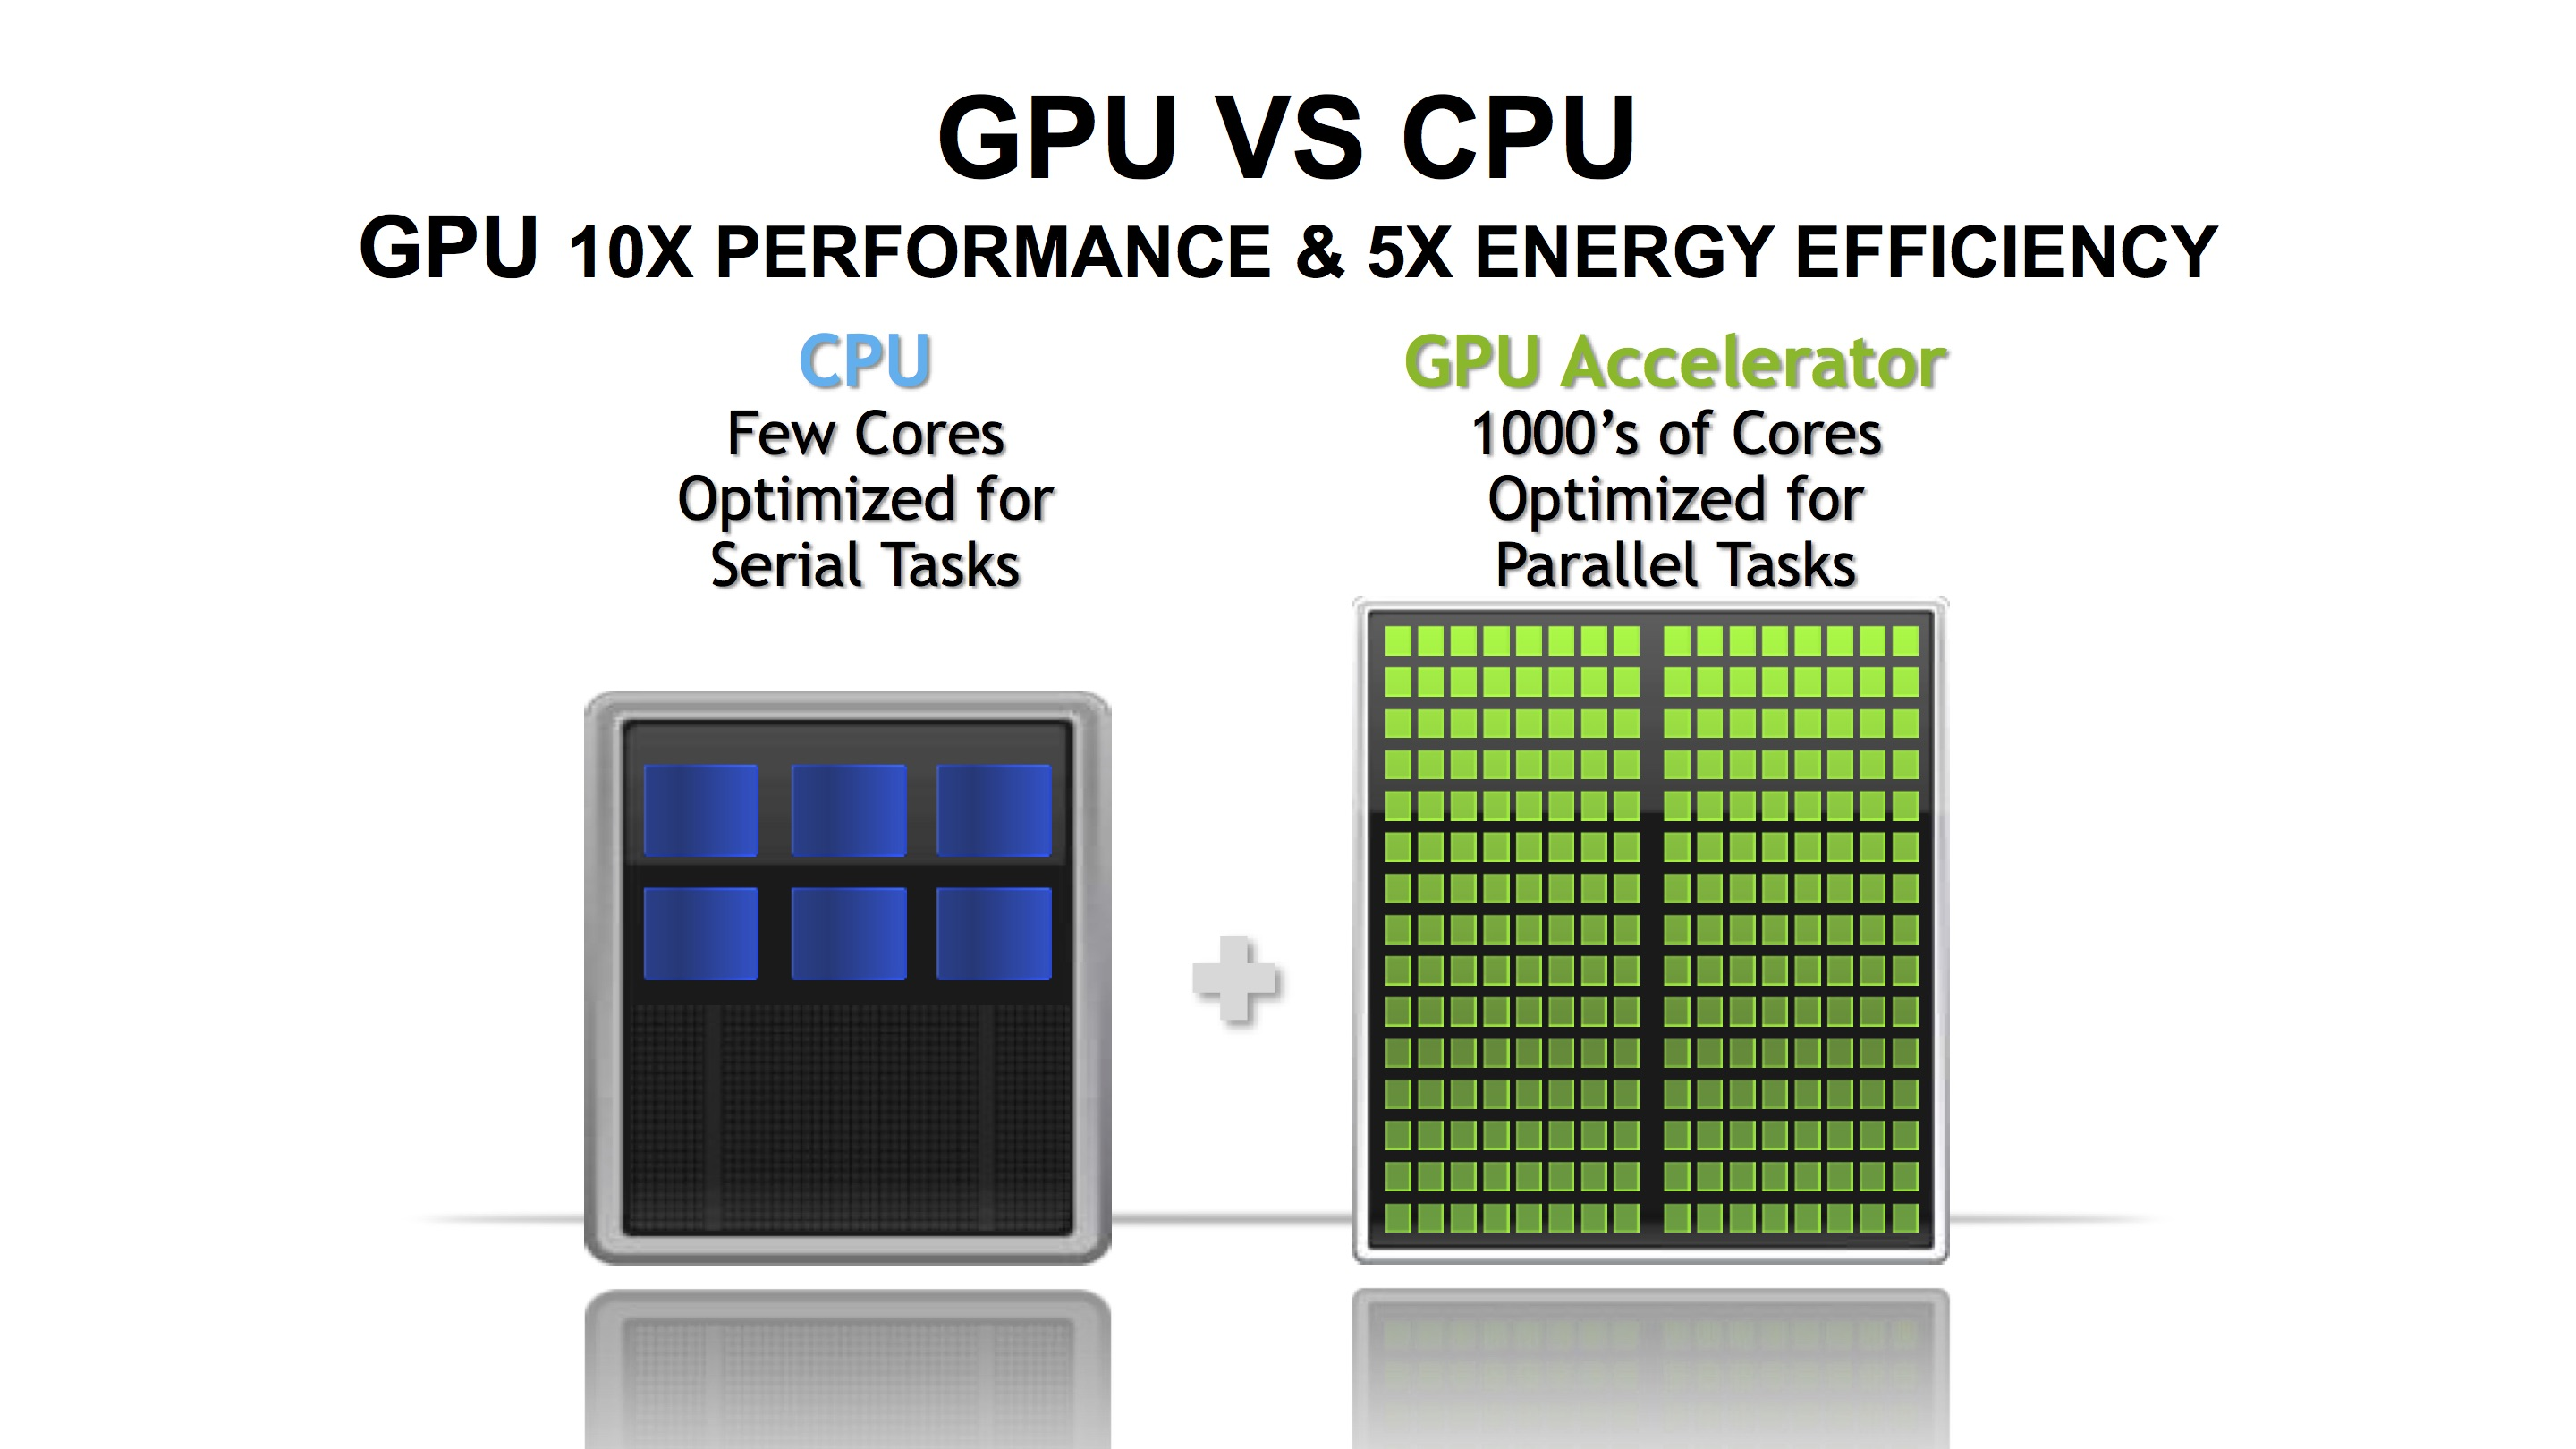 GPU VS CPU
GPU 10X PERFORMANCE & 5X ENERGY EFFICIENCY
CPU
Few Cores
Optimized for
Serial Tasks
GPU Accelerator
1000’s of Cores
Optimized for
Parallel Tasks